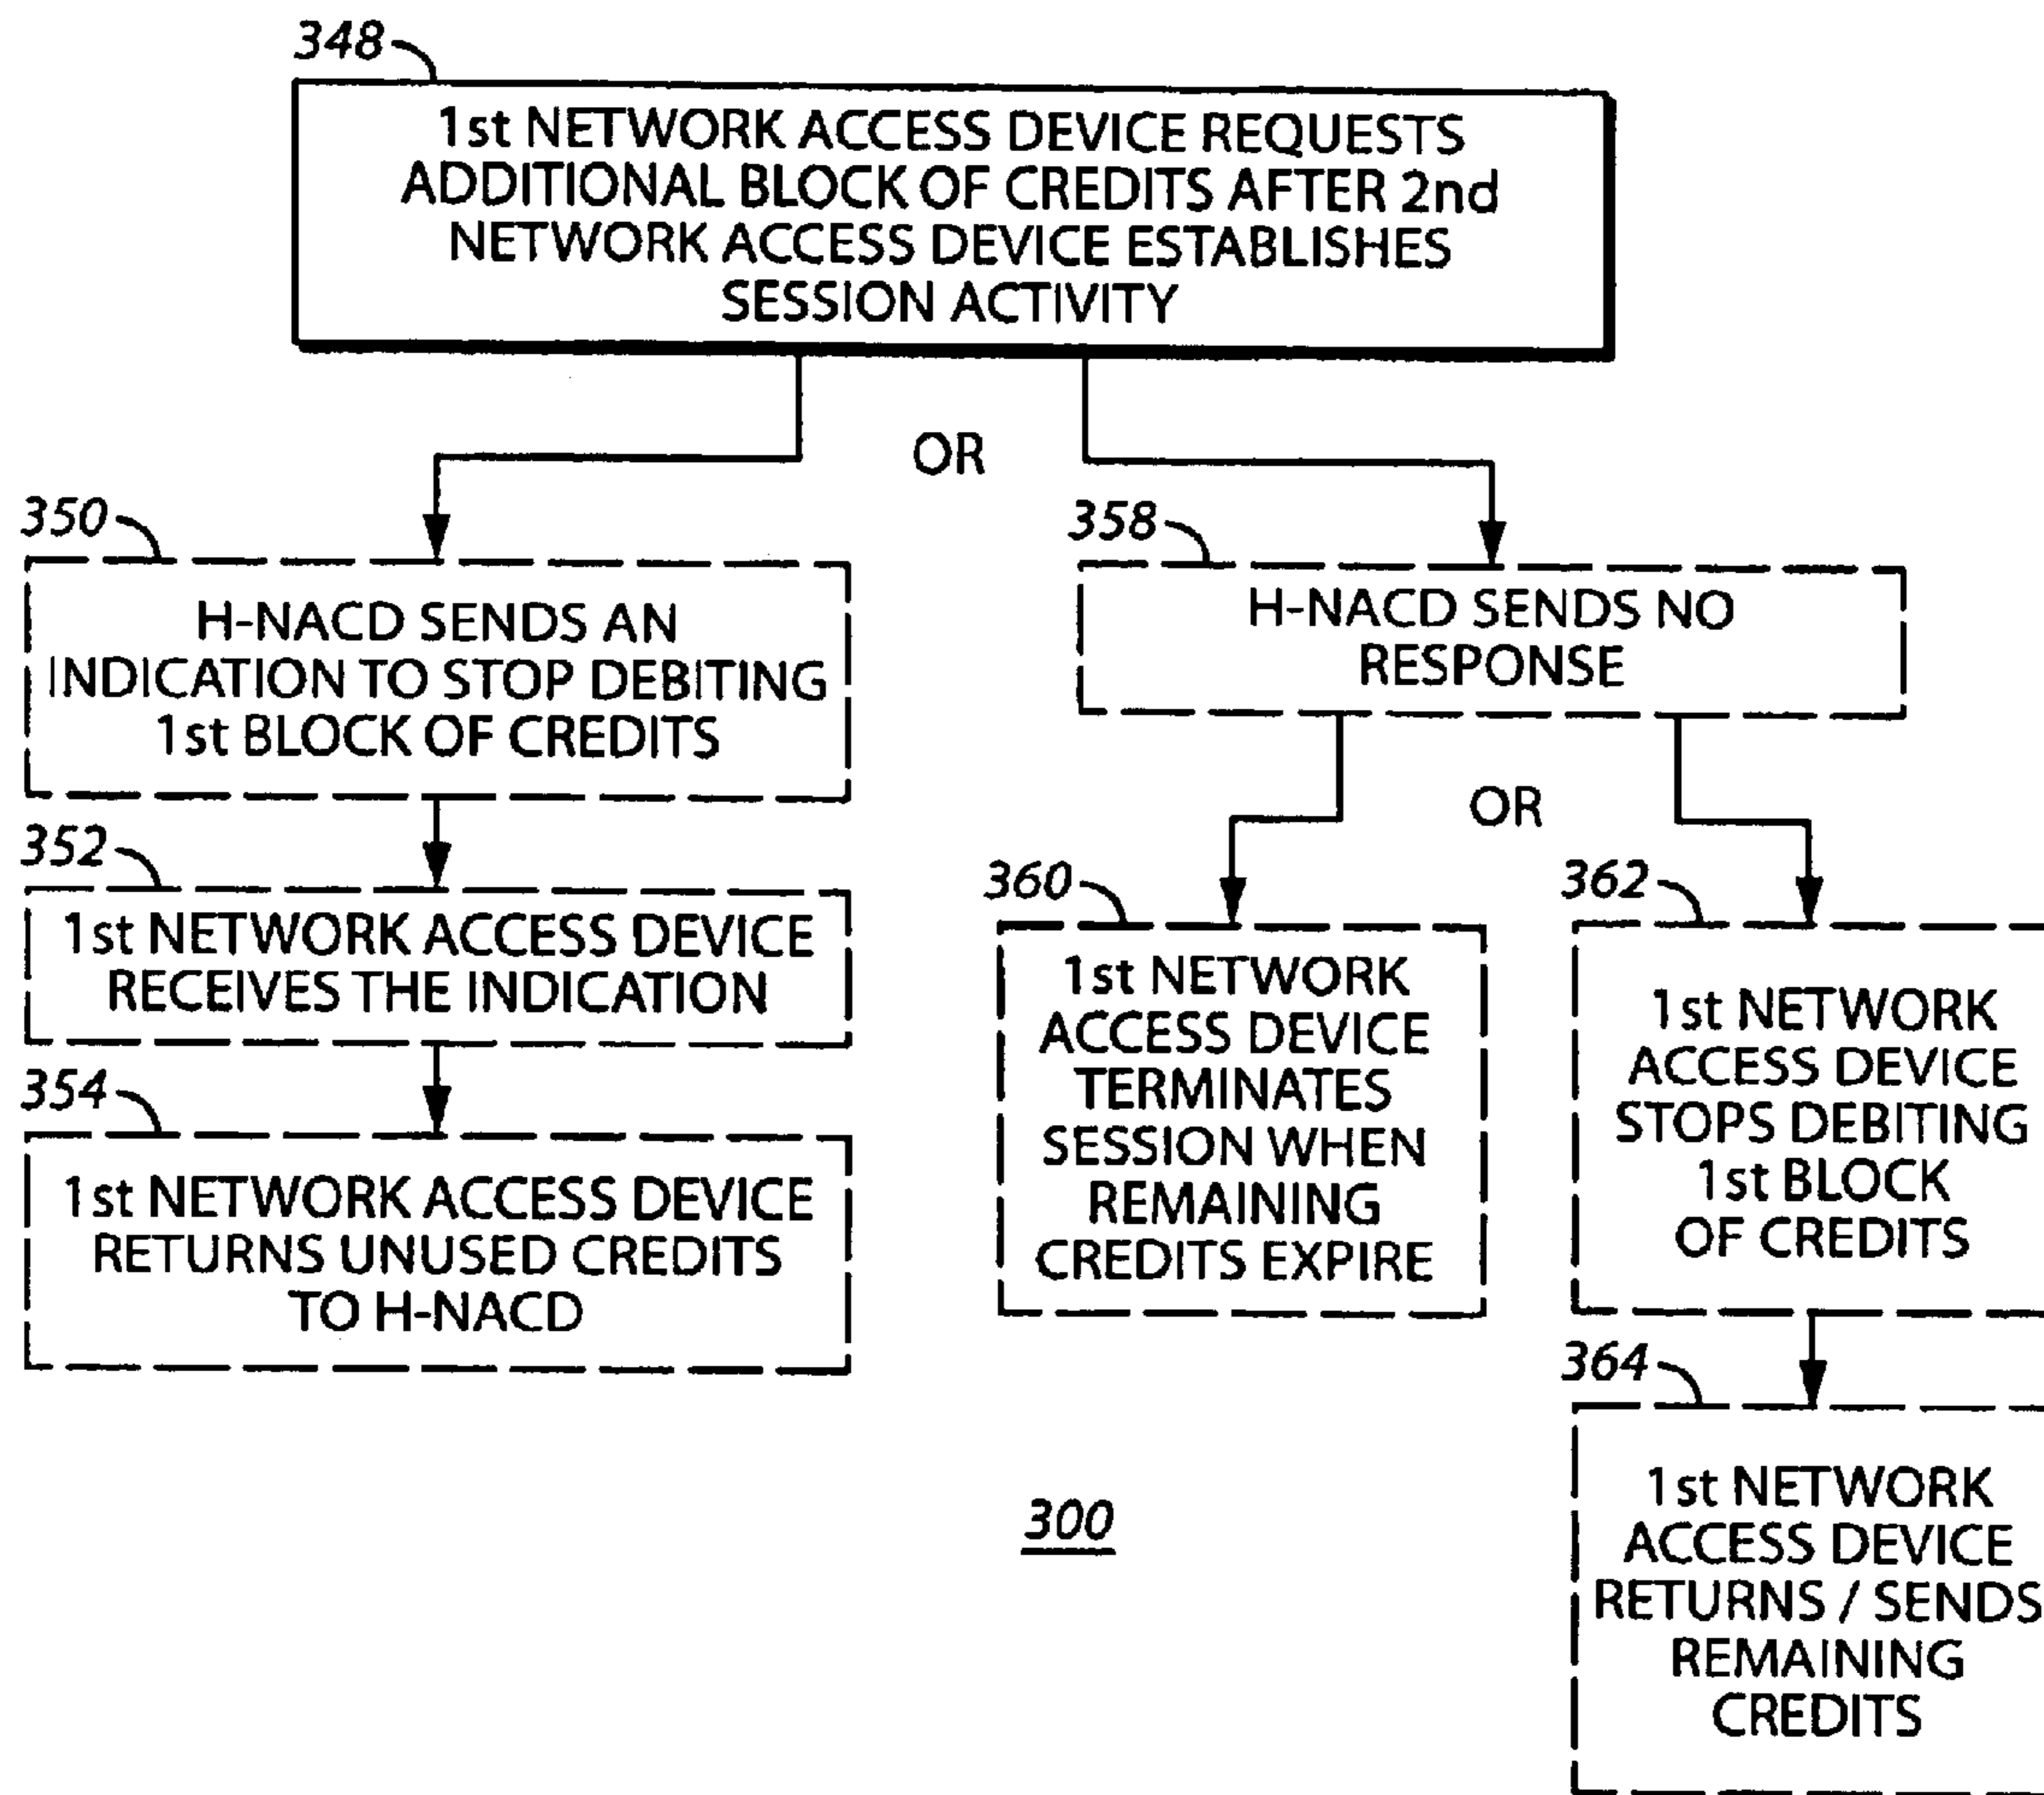 348
1st NETWORK ACCESS DEVICE REQUESTS
ADDITIONAL BLOCK OF CREDITS AFTER 2nd
NETWORK ACCESS DEVICE ESTABLISHES
SESSION ACTIVITY
OR
350
H-NACD SENDS AN
INDICATION TO STOP DEBITING
1st BLOCK OF CREDITS
352
1st NETWORK ACCESS DEVICE
RECEIVES THE INDICATION
354
1st NETWORK ACCESS DEVICE
RETURNS UNUSED CREDITS
TO H-NACD
358
H-NACD SENDS NO
RESPONSE
OR
360
1st NETWORK
ACCESS DEVICE
TERMINATES
SESSION WHEN
REMAINING
CREDITS EXPIRE
362
1st NETWORK
ACCESS DEVICE
STOPS DEBITING
1st BLOCK
OF CREDITS
364
1st NETWORK
ACCESS DEVICE
RETURNS / SENDS
REMAINING
CREDITS
300